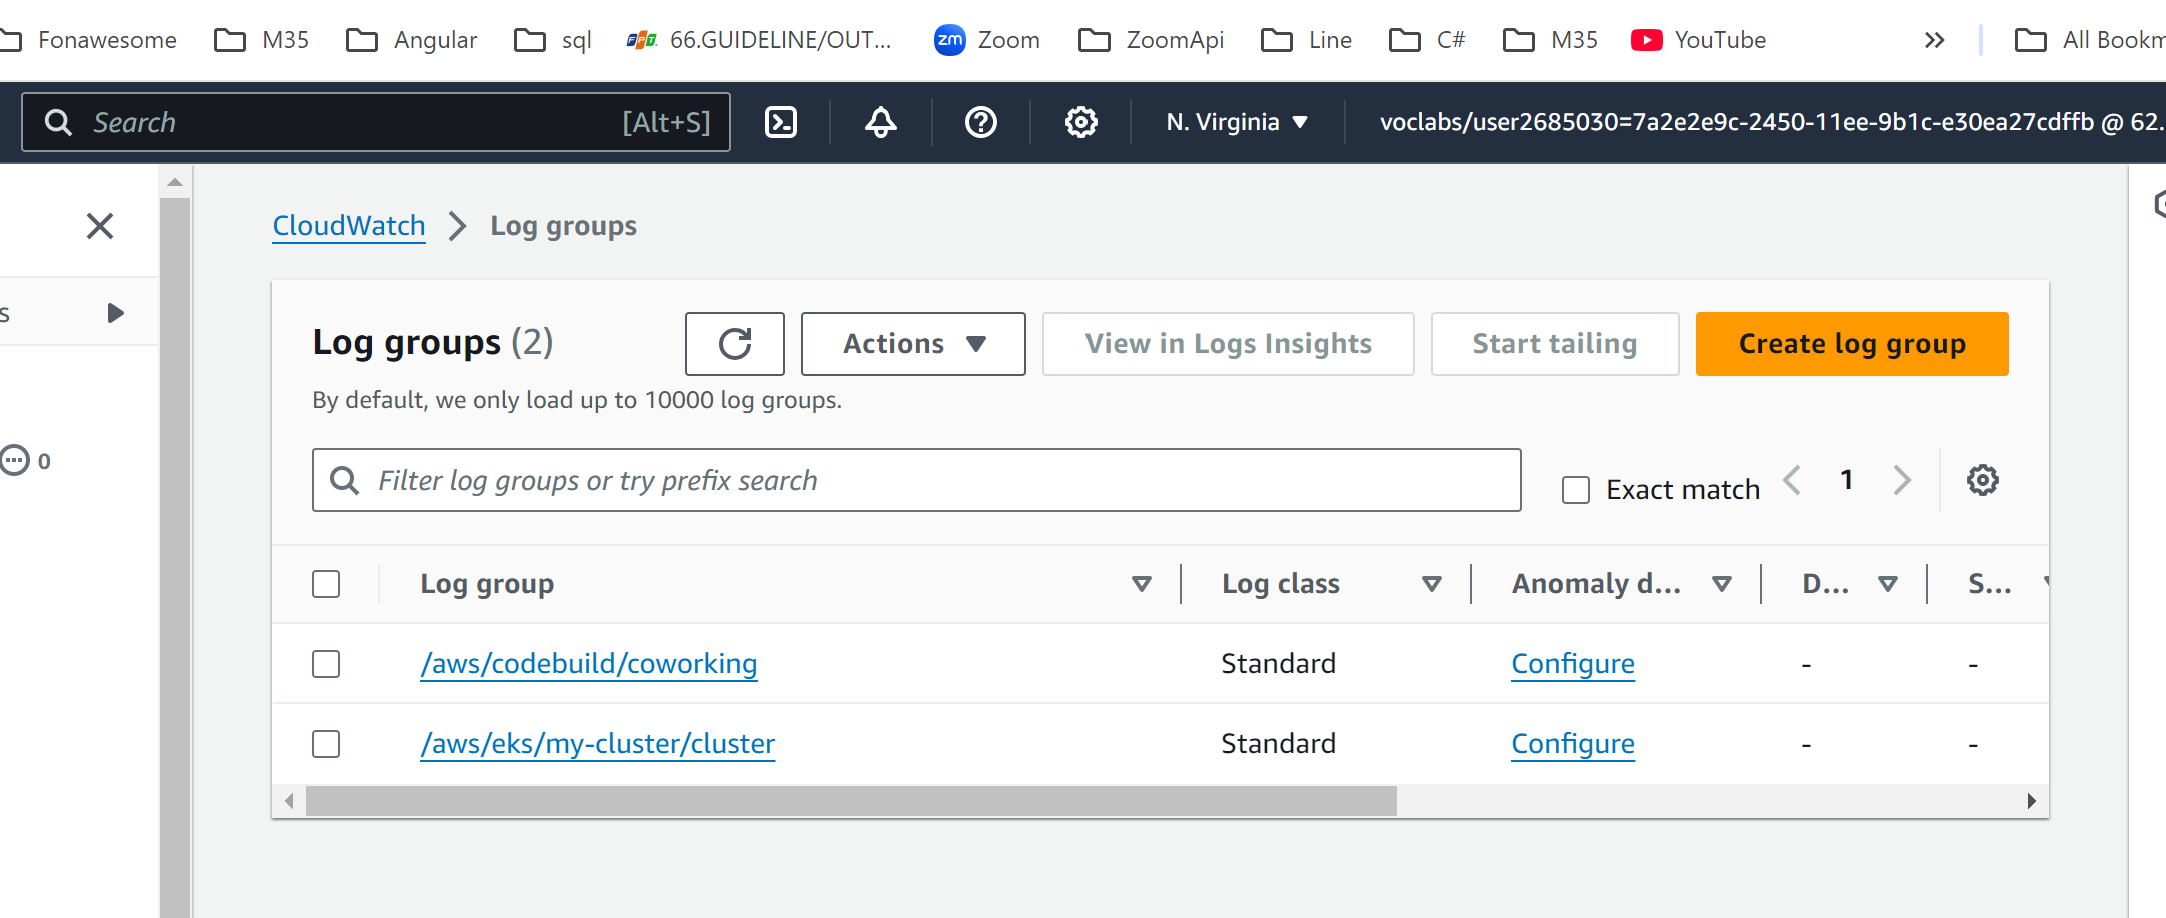 Fonawesome M35 Angular sql FPT 66.GUIDELINE/OUT... zm Zoom ZoomApi Line C# M35 YouTube All Bookm
Search [Alt+S] N. Virginia voclabs/user2685030=7a2e2e9c-2450-11ee-9b1c-e30ea27cdffb @ 62.
CloudWatch Log groups
s
Log groups (2) Actions View in Logs Insights Start tailing Create log group
By default, we only load up to 10000 log groups.
0
Filter log groups or try prefix search Exact match 1
Log group Log class Anomaly d... D... S...
/aws/codebuild/coworking Standard Configure - -
/aws/eks/my-cluster/cluster Standard Configure - -